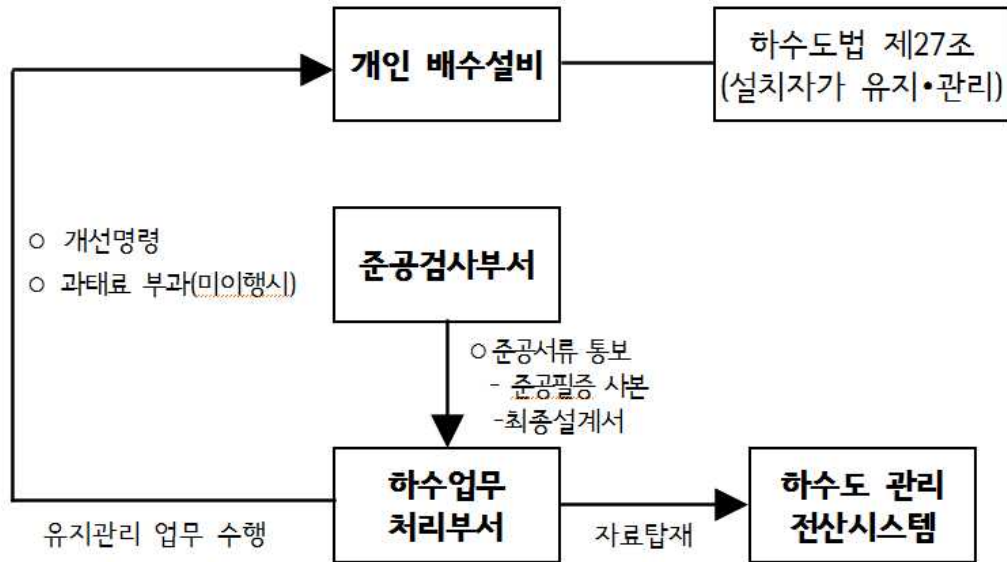 개인 배수설비
하수도법 제27조
(설치자가 유지•관리)
○ 개선명령
○ 과태료 부과(미이행시)
준공검사부서
○ 준공서류 통보
- 준공필증 사본
-최종설계서
하수업무
처리부서
하수도 관리
전산시스템
유지관리 업무 수행
자료탑재